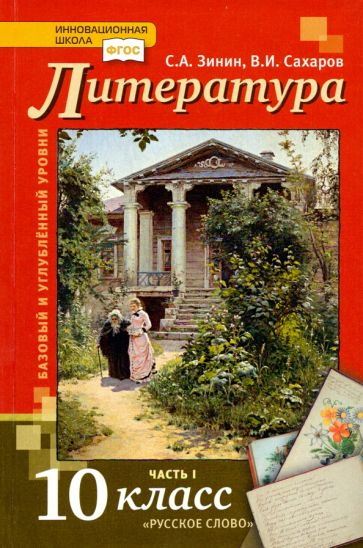 ИННОВАЦИОННАЯ
ШКОЛА
ФГОС
С.А. Зинин, В.И. Сахаров
Литература
БАЗОВЫЙ И УГЛУБЛЁННЫЙ УРОВНИ
ЧАСТЬ I
10 класс
«РУССКОЕ СЛОВО»